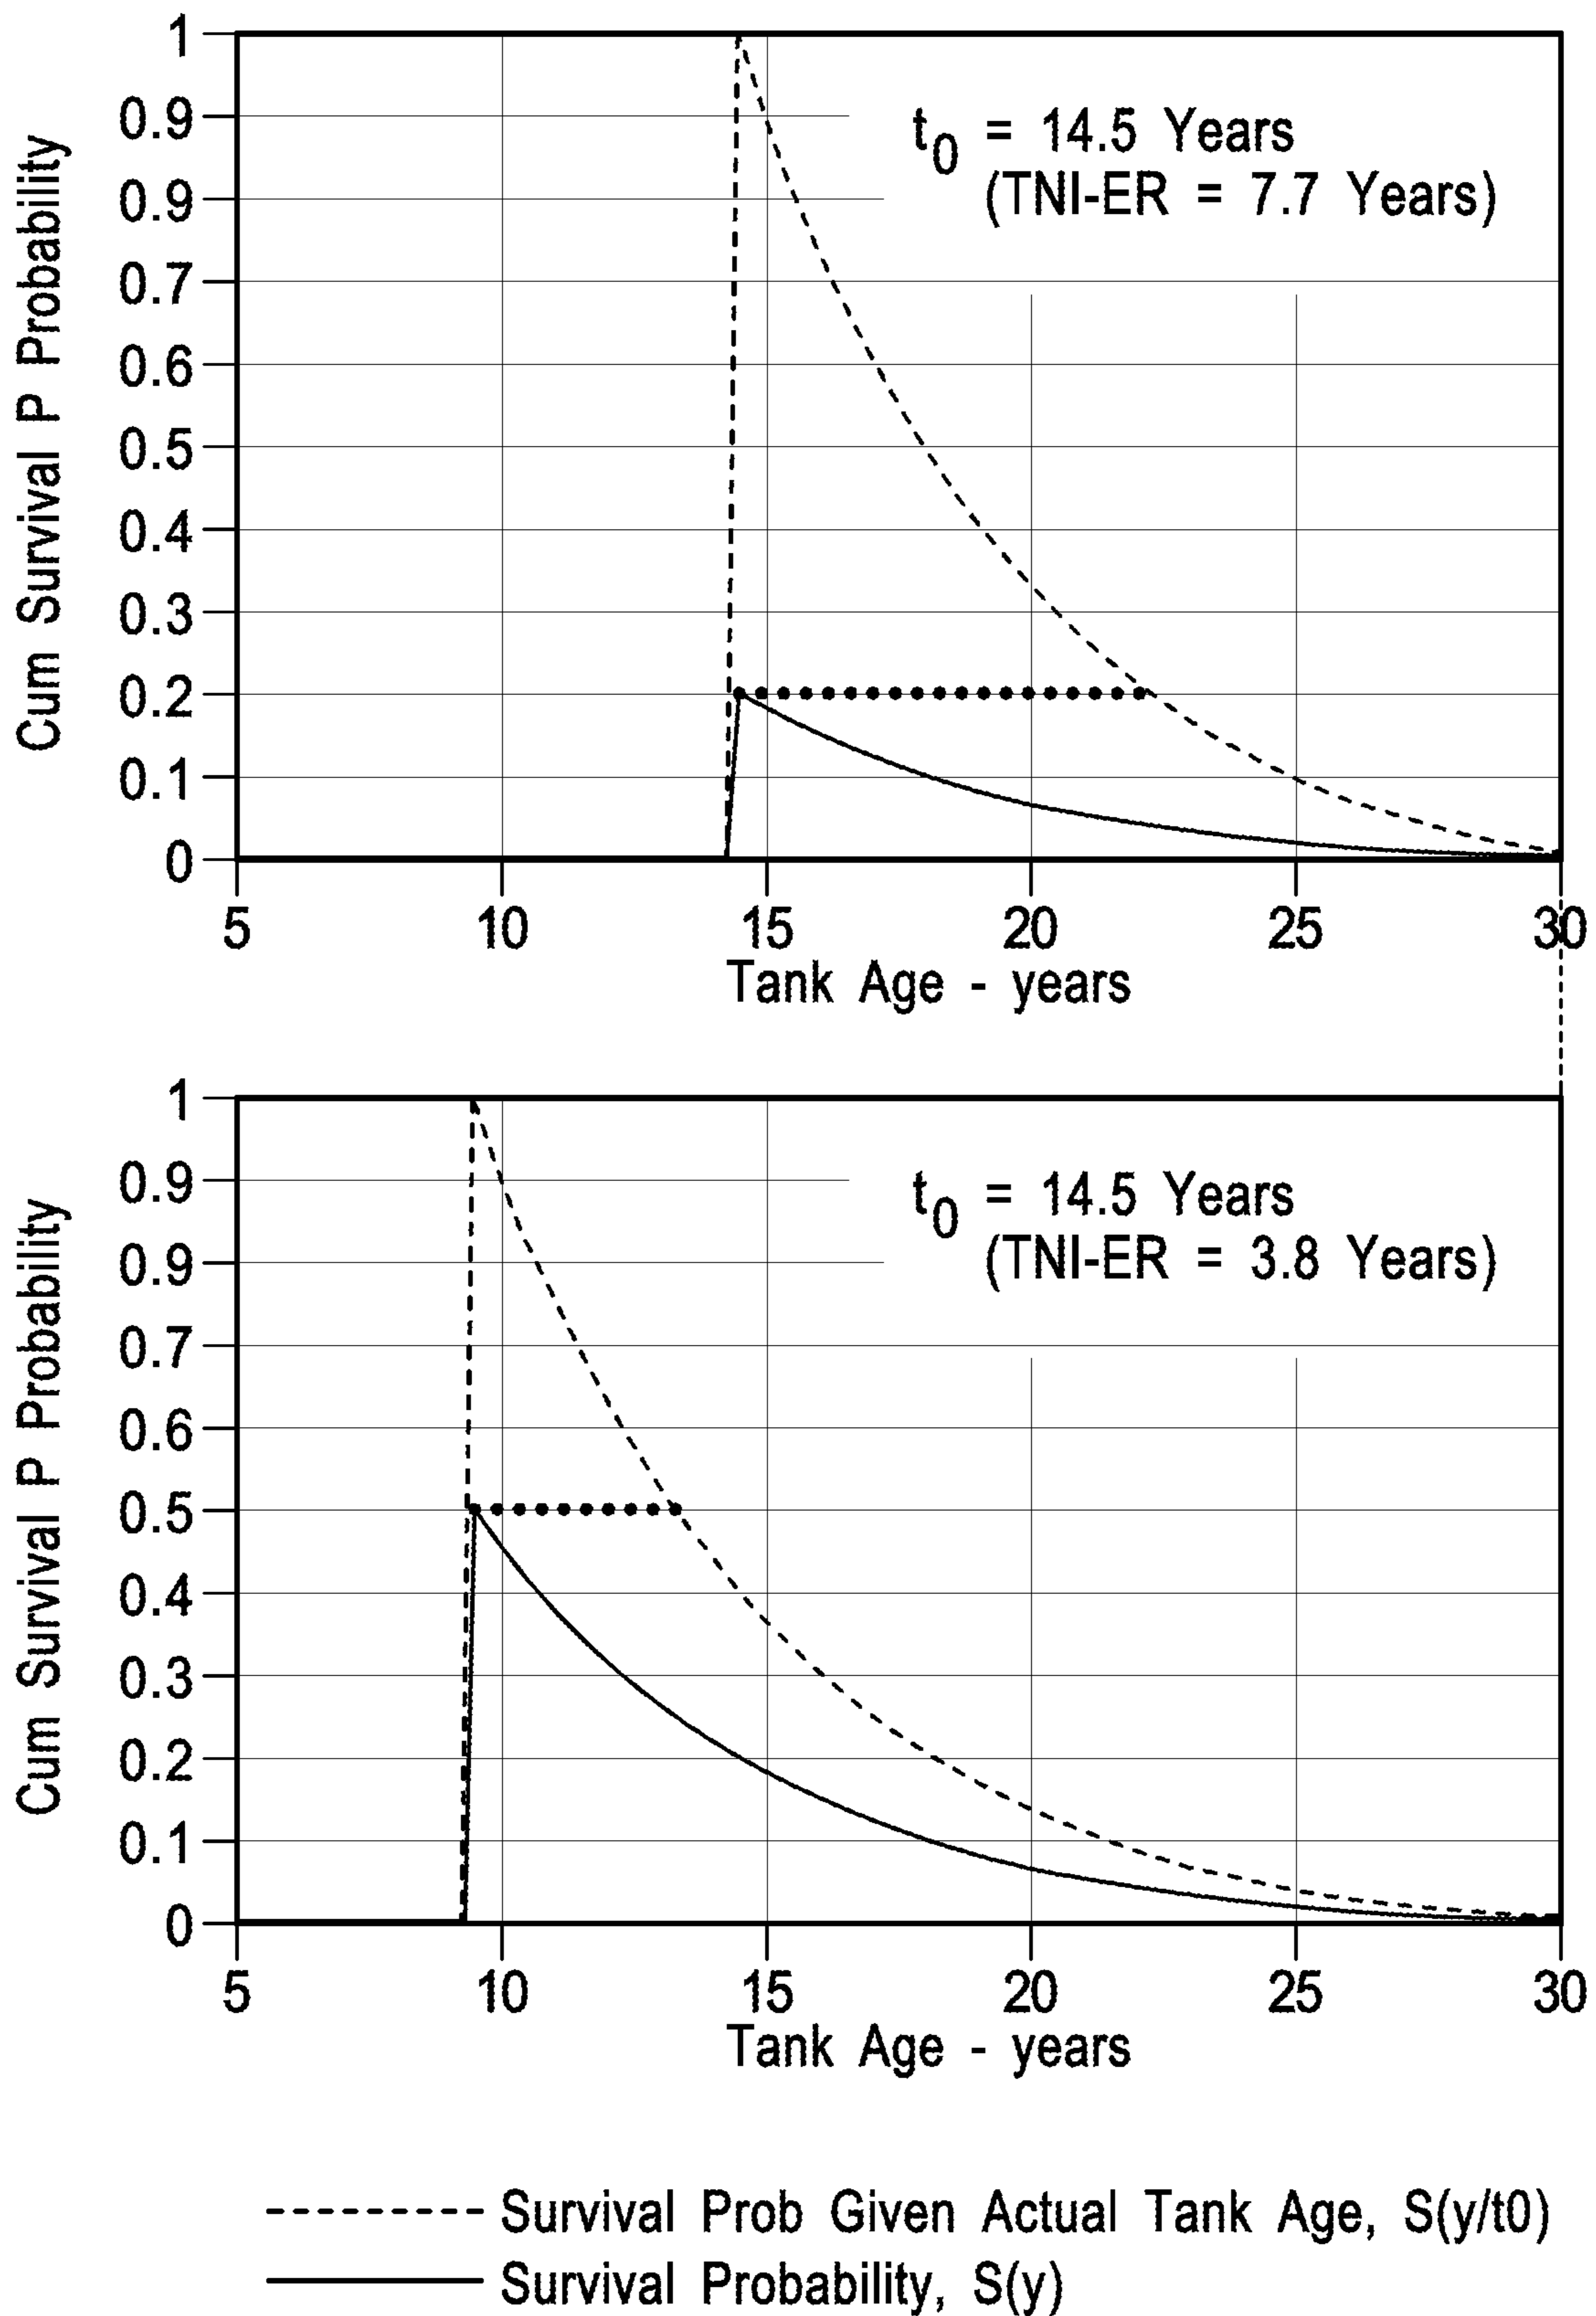 Cum Survival P Probability
1
0.9
0.9
0.7
0.6
0.5
0.4
0.3
0.2
0.1
0
t0 = 14.5 Years
(TNI-ER = 7.7 Years)
5 10 15 20 25 30
Tank Age - years
Cum Survival P Probability
1
0.9
0.9
0.7
0.6
0.5
0.4
0.3
0.2
0.1
0
t0 = 14.5 Years
(TNI-ER = 3.8 Years)
5 10 15 20 25 30
Tank Age - years
Survival Prob Given Actual Tank Age, S(y/t0)
Survival Probability, S(y)